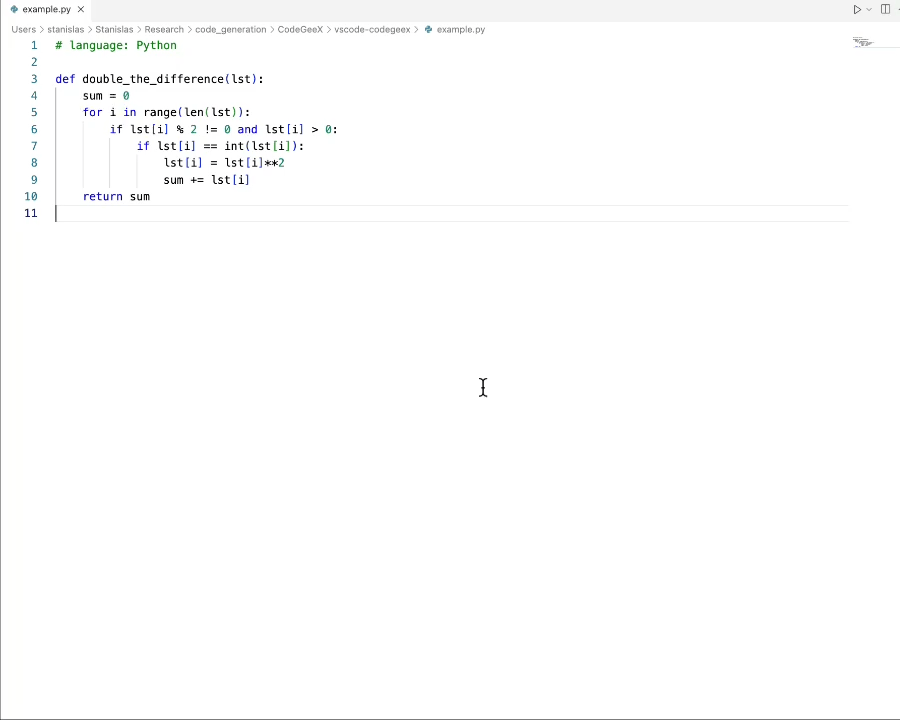 example.py
Users > stanislas > Stanislas > Research > code_generation > CodeGeeX > vscode-codegeex > example.py
1 # language: Python
2
3 def double_the_difference(lst):
4     sum = 0
5     for i in range(len(lst)):
6         if lst[i] % 2 != 0 and lst[i] > 0:
7             if lst[i] == int(lst[i]):
8                 lst[i] = lst[i]**2
9                 sum += lst[i]
10     return sum
11